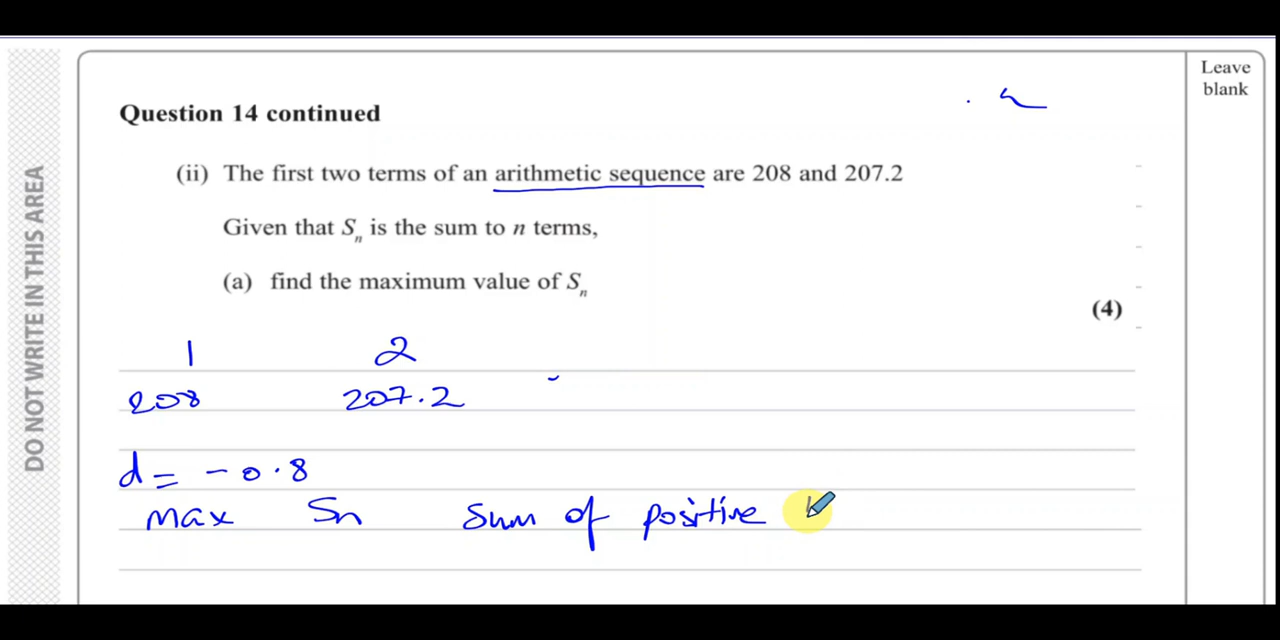 Leave
blank
Question 14 continued
(ii) The first two terms of an arithmetic sequence are 208 and 207.2
Given that Sₙ is the sum to n terms,
(a) find the maximum value of Sₙ
(4)
1 2
208 207.2
d = -0.8
max Sn sum of positive
DO NOT WRITE IN THIS AREA